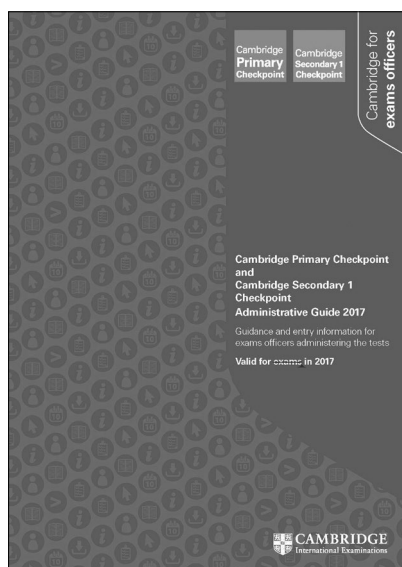 Cambridge
Primary
Checkpoint
Cambridge
Secondary 1
Checkpoint
Cambridge for
exams officers
Cambridge Primary Checkpoint
and
Cambridge Secondary 1
Checkpoint
Administrative Guide 2017
Guidance and entry information for
exams officers administering the tests
Valid for exams in 2017
CAMBRIDGE
International Examinations